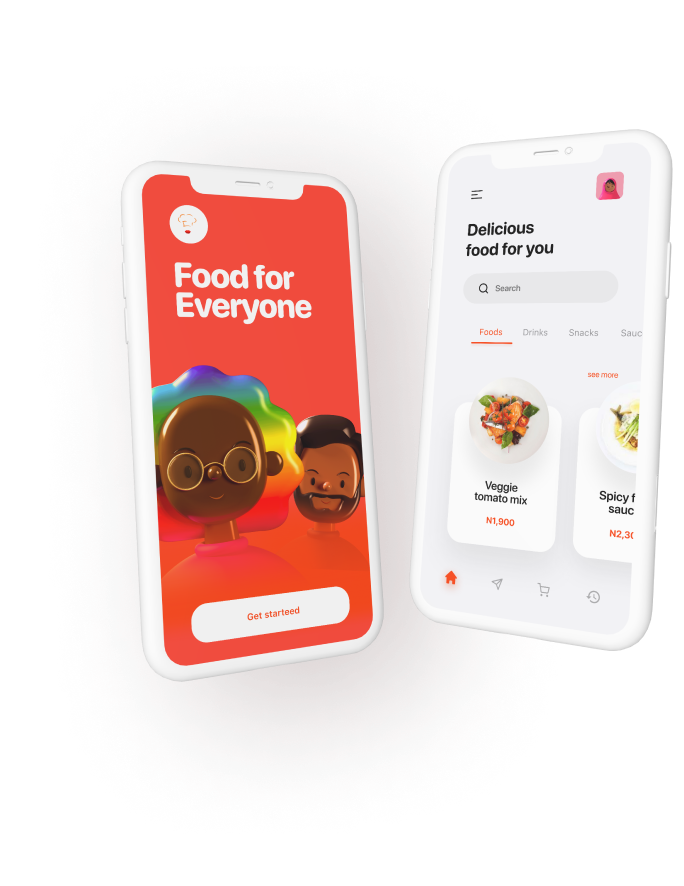 Food for
Everyone
Get starteed
Delicious
food for you
Search
Foods Drinks Snacks Sauc
see more
Veggie
tomato mix
N1,900
Spicy f
sauc
N2,30